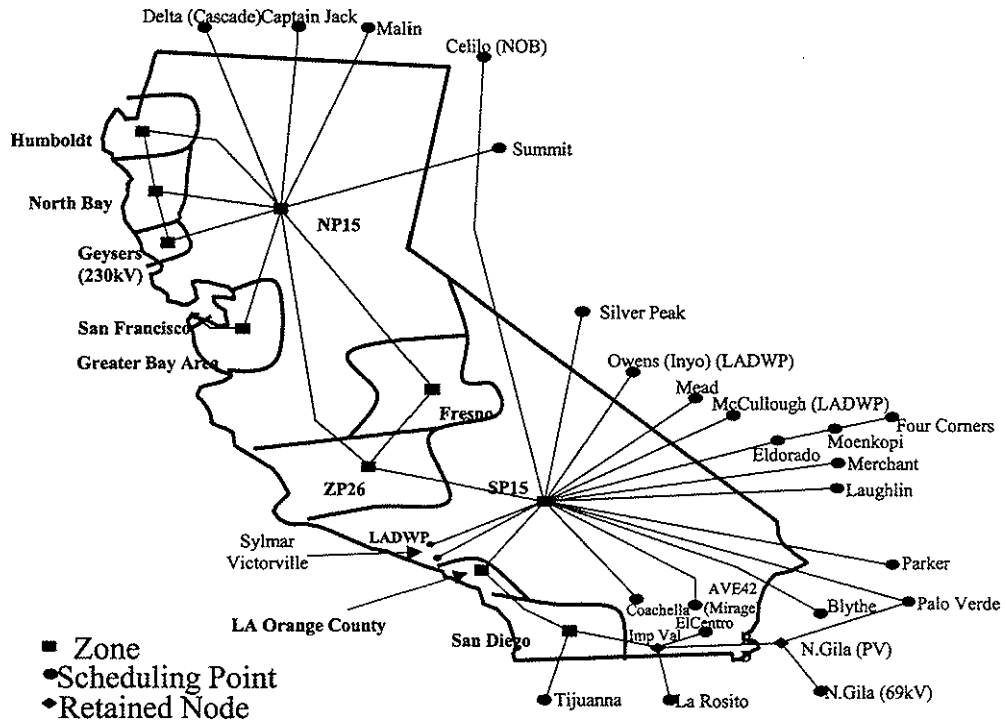 Delta (Cascade) Captain Jack
Malin
Celilo (NOB)
Humboldt
Summit
North Bay
NP15
Geysers
(230kV)
San Francisco
Greater Bay Area
Silver Peak
Owens (Inyo) (LADWP)
Mead
McCullough (LADWP)
Four Corners
Moenkopi
Eldorado
Fresno
Merchant
Laughlin
ZP26
SP15
LADWP
Sylmar
Victorville
Parker
AVE42
(Mirage)
Coachella
Blythe
Palo Verde
LA Orange County
ElCentro
San Diego
Imp Val
N.Gila (PV)
Zone
Scheduling Point
Retained Node
Tijuanna
La Rosito
N.Gila (69kV)